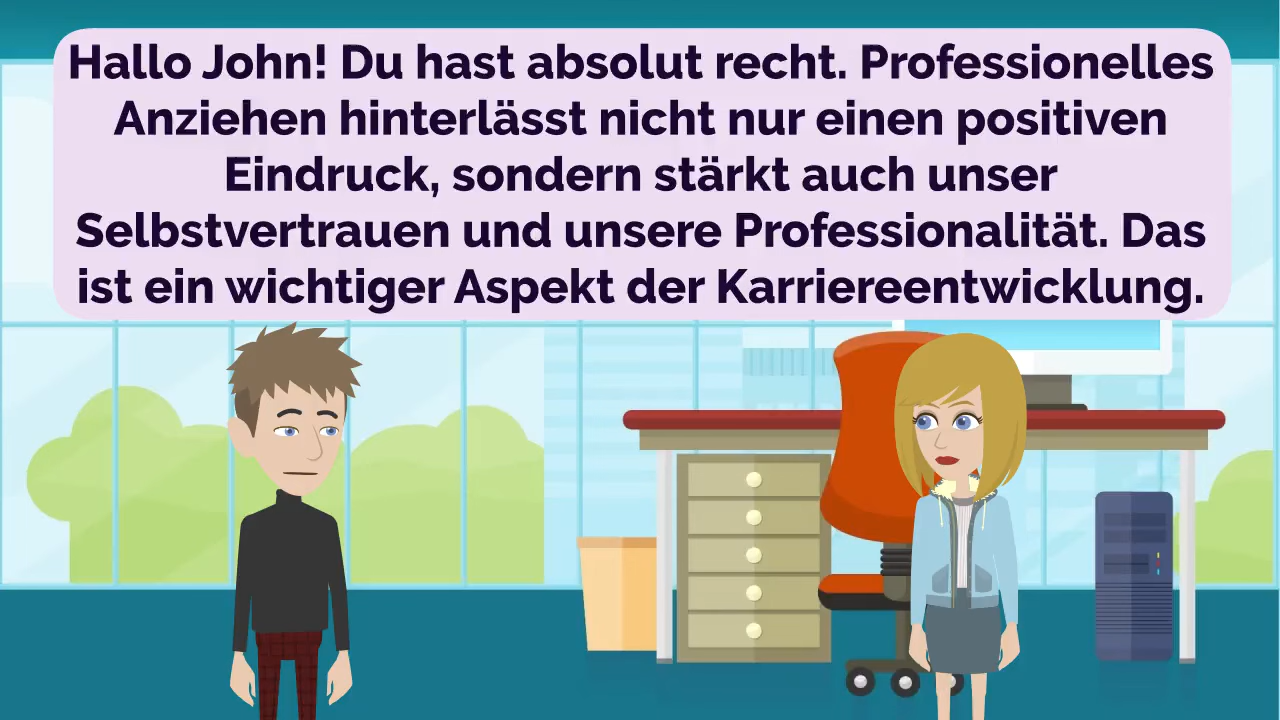 Hallo John! Du hast absolut recht. Professionelles
Anziehen hinterlässt nicht nur einen positiven
Eindruck, sondern stärkt auch unser
Selbstvertrauen und unsere Professionalität. Das
ist ein wichtiger Aspekt der Karriereentwicklung.